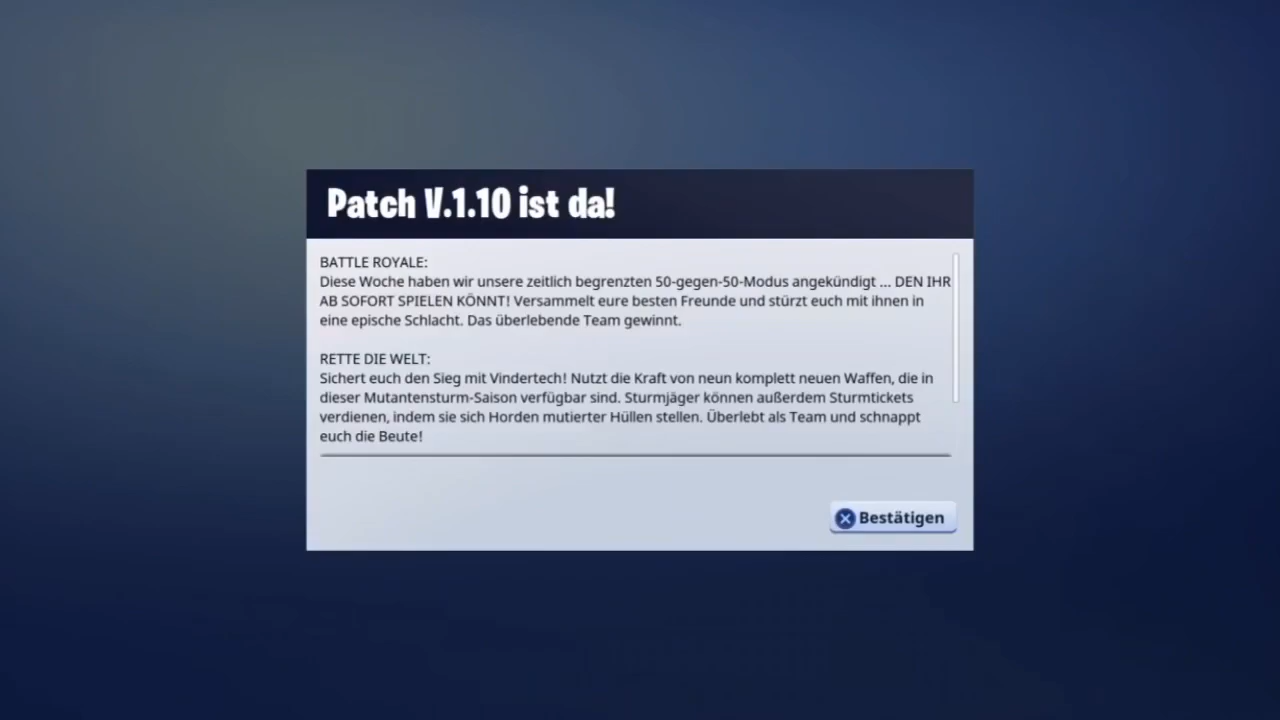 Patch V.1.10 ist da!
BATTLE ROYALE:
Diese Woche haben wir unsere zeitlich begrenzten 50-gegen-50-Modus angekündigt ... DEN IHR
AB SOFORT SPIELEN KÖNNT! Versammelt eure besten Freunde und stürzt euch mit ihnen in
eine epische Schlacht. Das überlebende Team gewinnt.
RETTE DIE WELT:
Sichert euch den Sieg mit Vindertech! Nutzt die Kraft von neun komplett neuen Waffen, die in
dieser Mutantensturm-Saison verfügbar sind. Sturmjäger können außerdem Sturmtickets
verdienen, indem sie sich Horden mutierter Hüllen stellen. Überlebt als Team und schnappt
euch die Beute!
Bestätigen